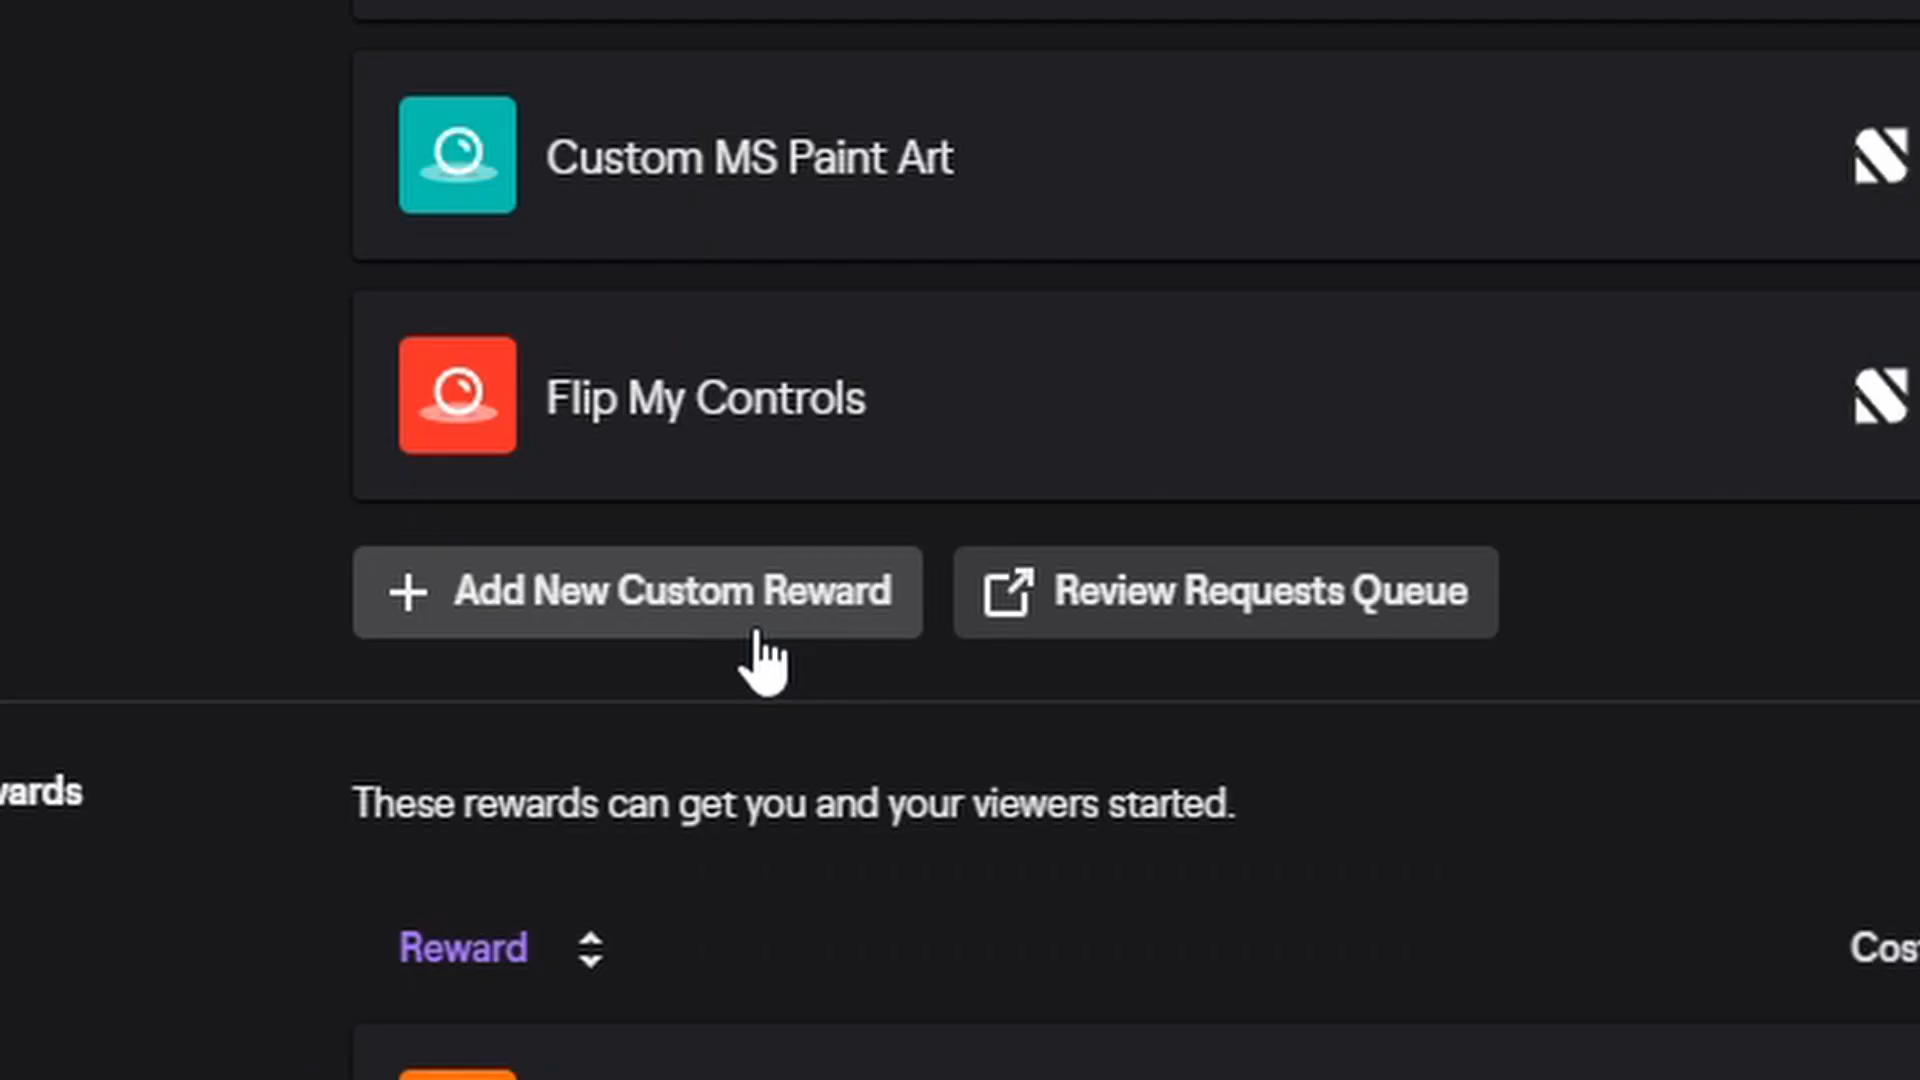 Custom MS Paint Art
Flip My Controls
Add New Custom Reward
Review Requests Queue
These rewards can get you and your viewers started.
Reward